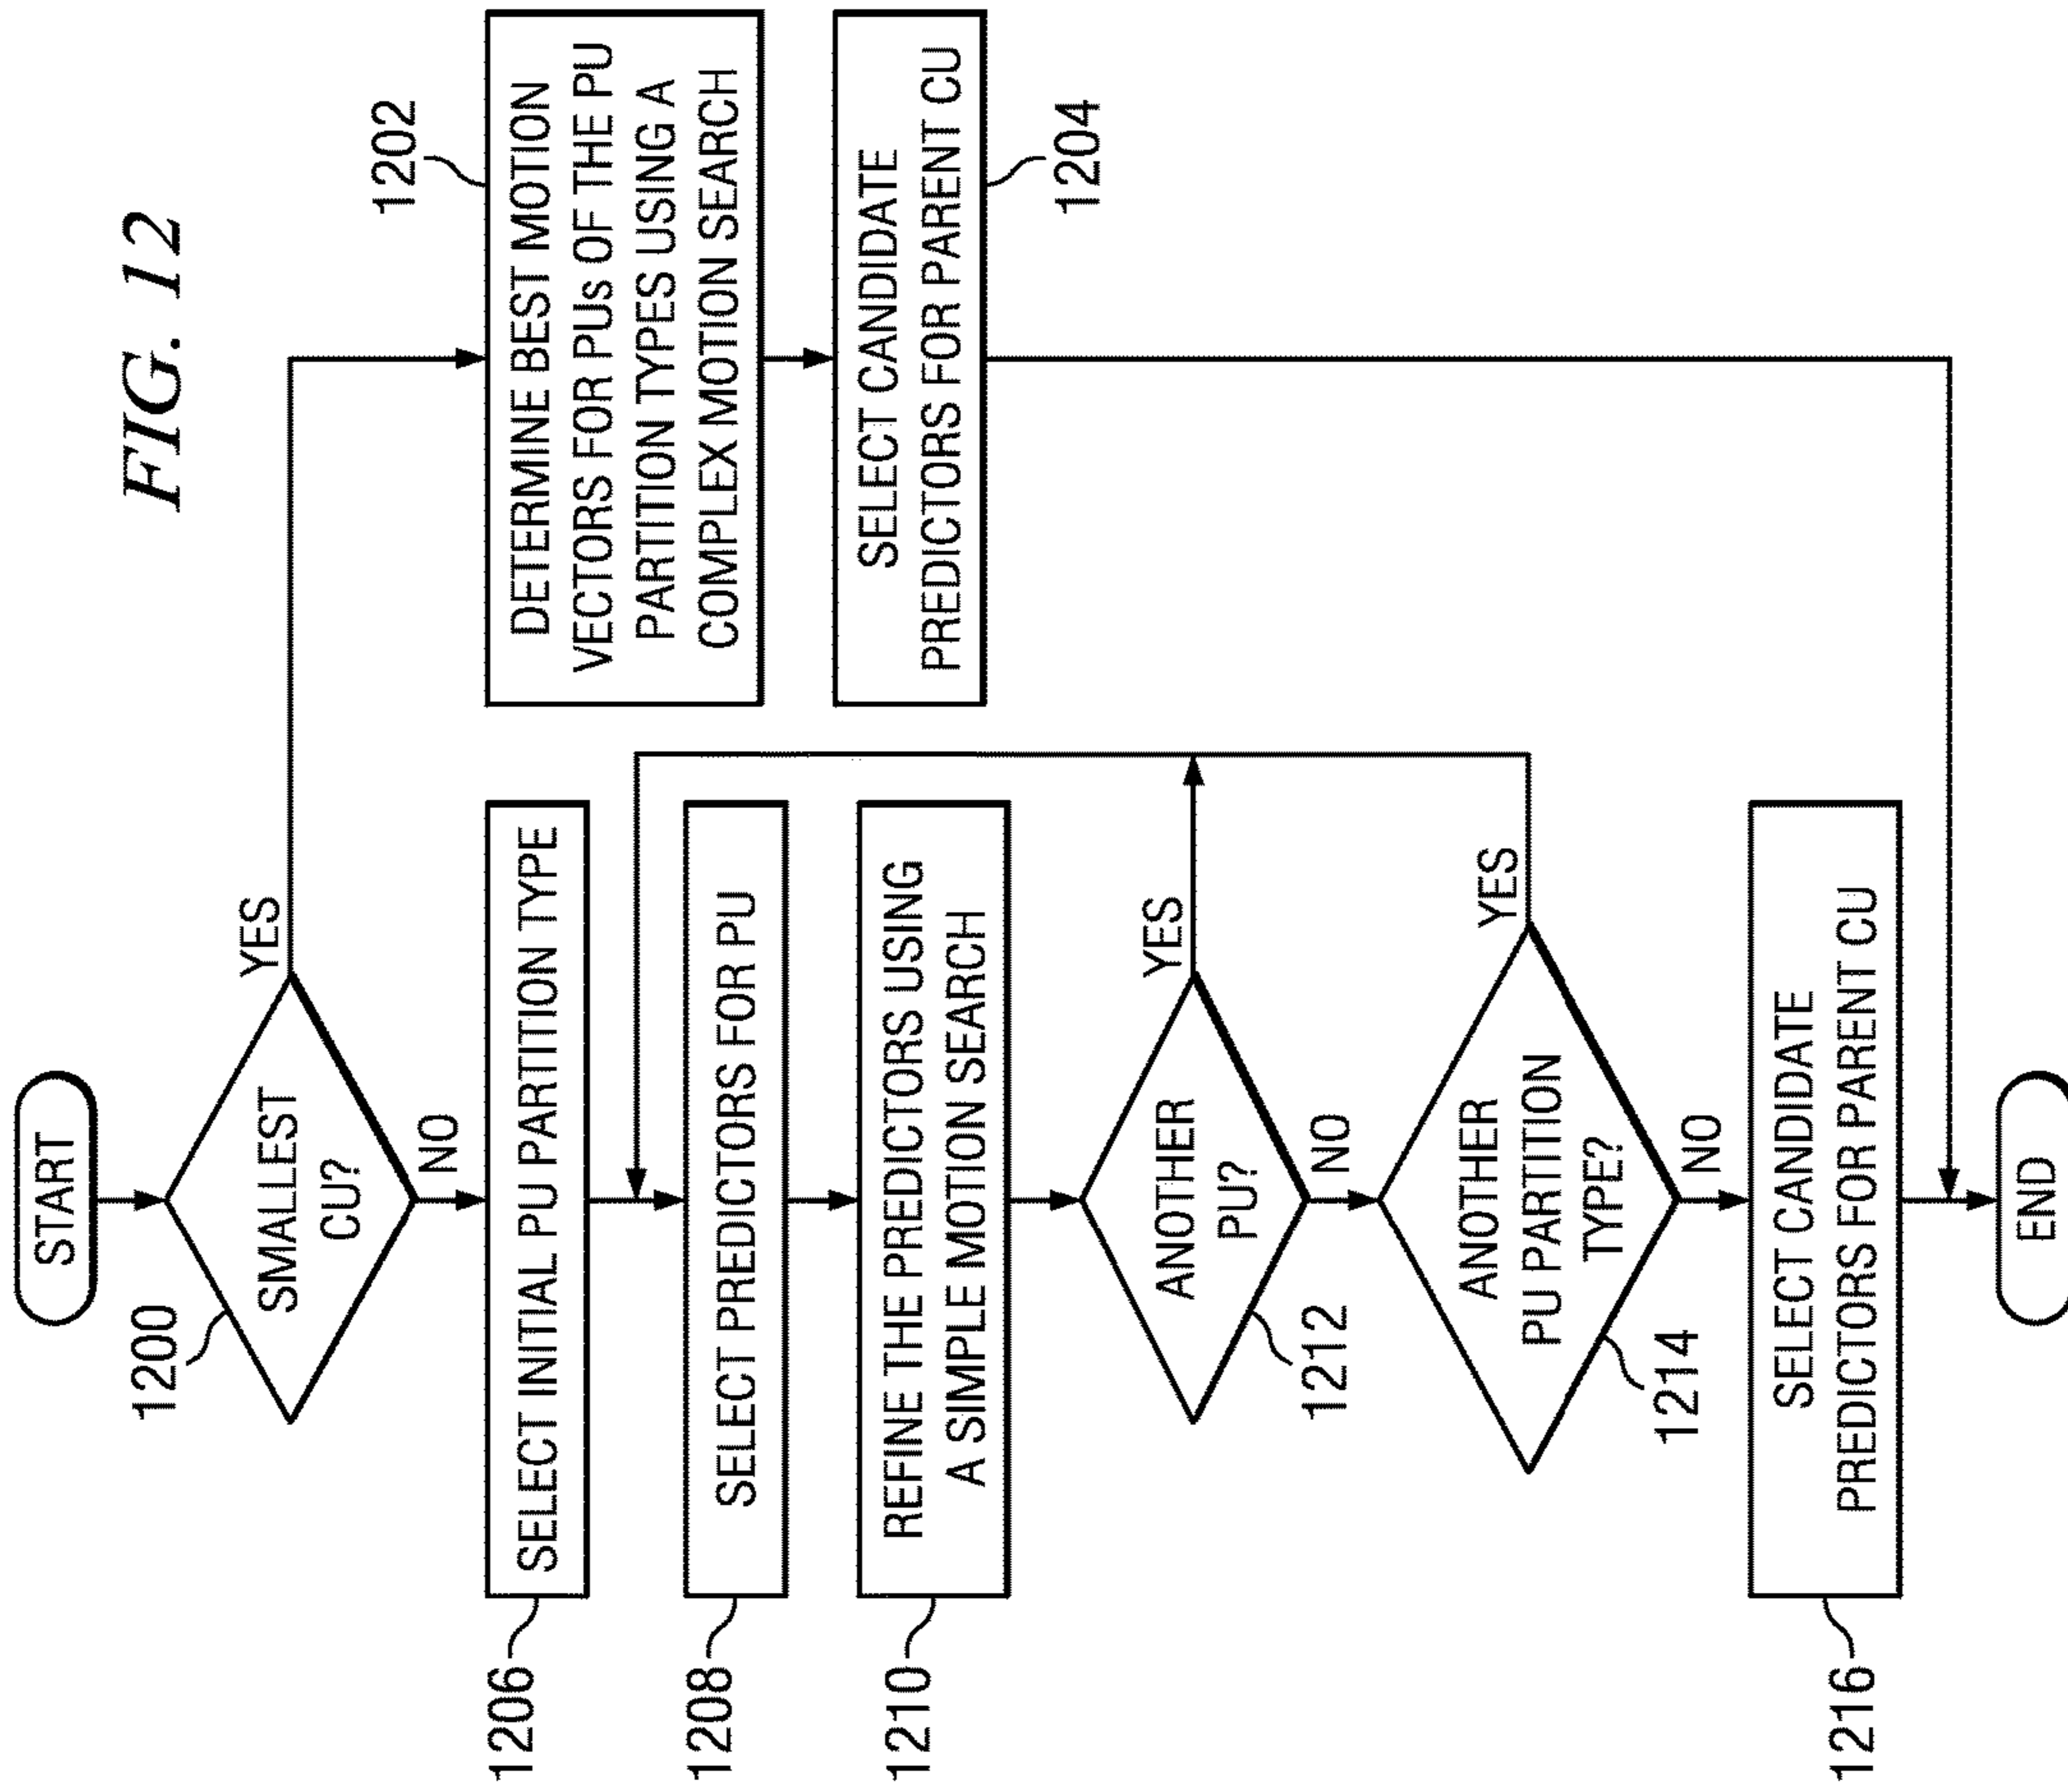 FIG. 12
START
1200
SMALLEST
CU?
YES
NO
1202
DETERMINE BEST MOTION
VECTORS FOR PUs OF THE PU
PARTITION TYPES USING A
COMPLEX MOTION SEARCH
SELECT CANDIDATE
PREDICTORS FOR PARENT CU
1204
1206
SELECT INITIAL PU PARTITION TYPE
1208
SELECT PREDICTORS FOR PU
1210
REFINE THE PREDICTORS USING
A SIMPLE MOTION SEARCH
ANOTHER
PU?
YES
1212
NO
ANOTHER
PU PARTITION
TYPE?
YES
1214
NO
1216
SELECT CANDIDATE
PREDICTORS FOR PARENT CU
END